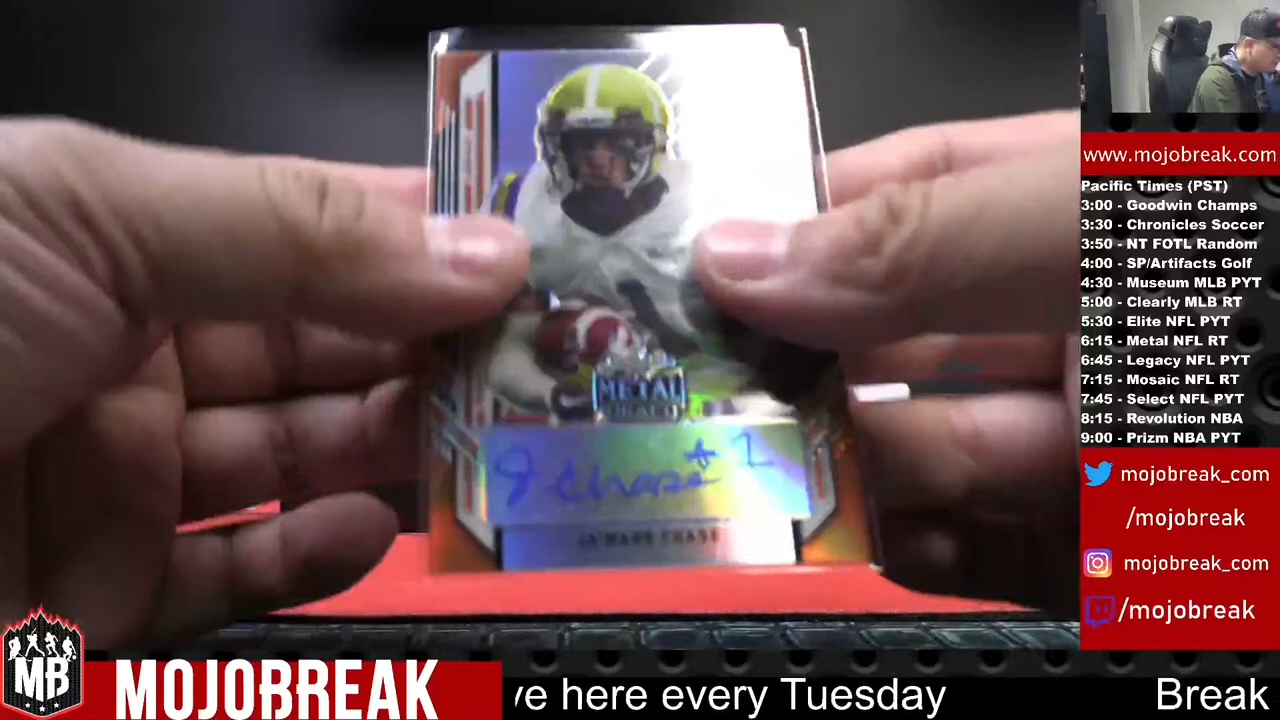 METAL
DRAFT
J Chase #1
JA'MARR CHASE
www.mojobreak.com
Pacific Times (PST)
3:00 - Goodwin Champs
3:30 - Chronicles Soccer
3:50 - NT FOTL Random
4:00 - SP/Artifacts Golf
4:30 - Museum MLB PYT
5:00 - Clearly MLB RT
5:30 - Elite NFL PYT
6:15 - Metal NFL RT
6:45 - Legacy NFL PYT
7:15 - Mosaic NFL RT
7:45 - Select NFL PYT
8:15 - Revolution NBA
9:00 - Prizm NBA PYT
mojobreak_com
/mojobreak
mojobreak_com
/mojobreak
MB
MOJOBREAK
ve here every Tuesday Break